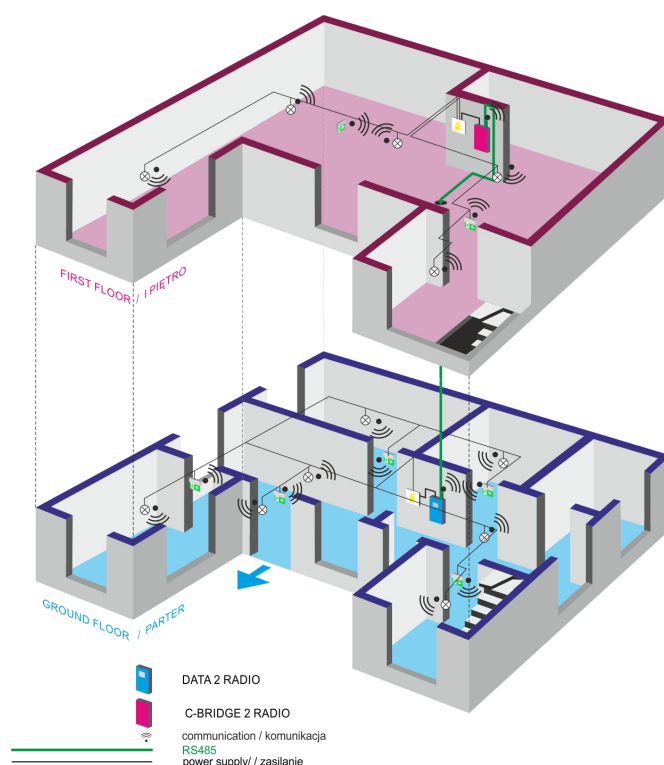 FIRST FLOOR / I PIĘTRO
GROUND FLOOR / PARTER
DATA 2 RADIO
C-BRIDGE 2 RADIO
communication / komunikacja
RS485
power supply/ / zasilanie